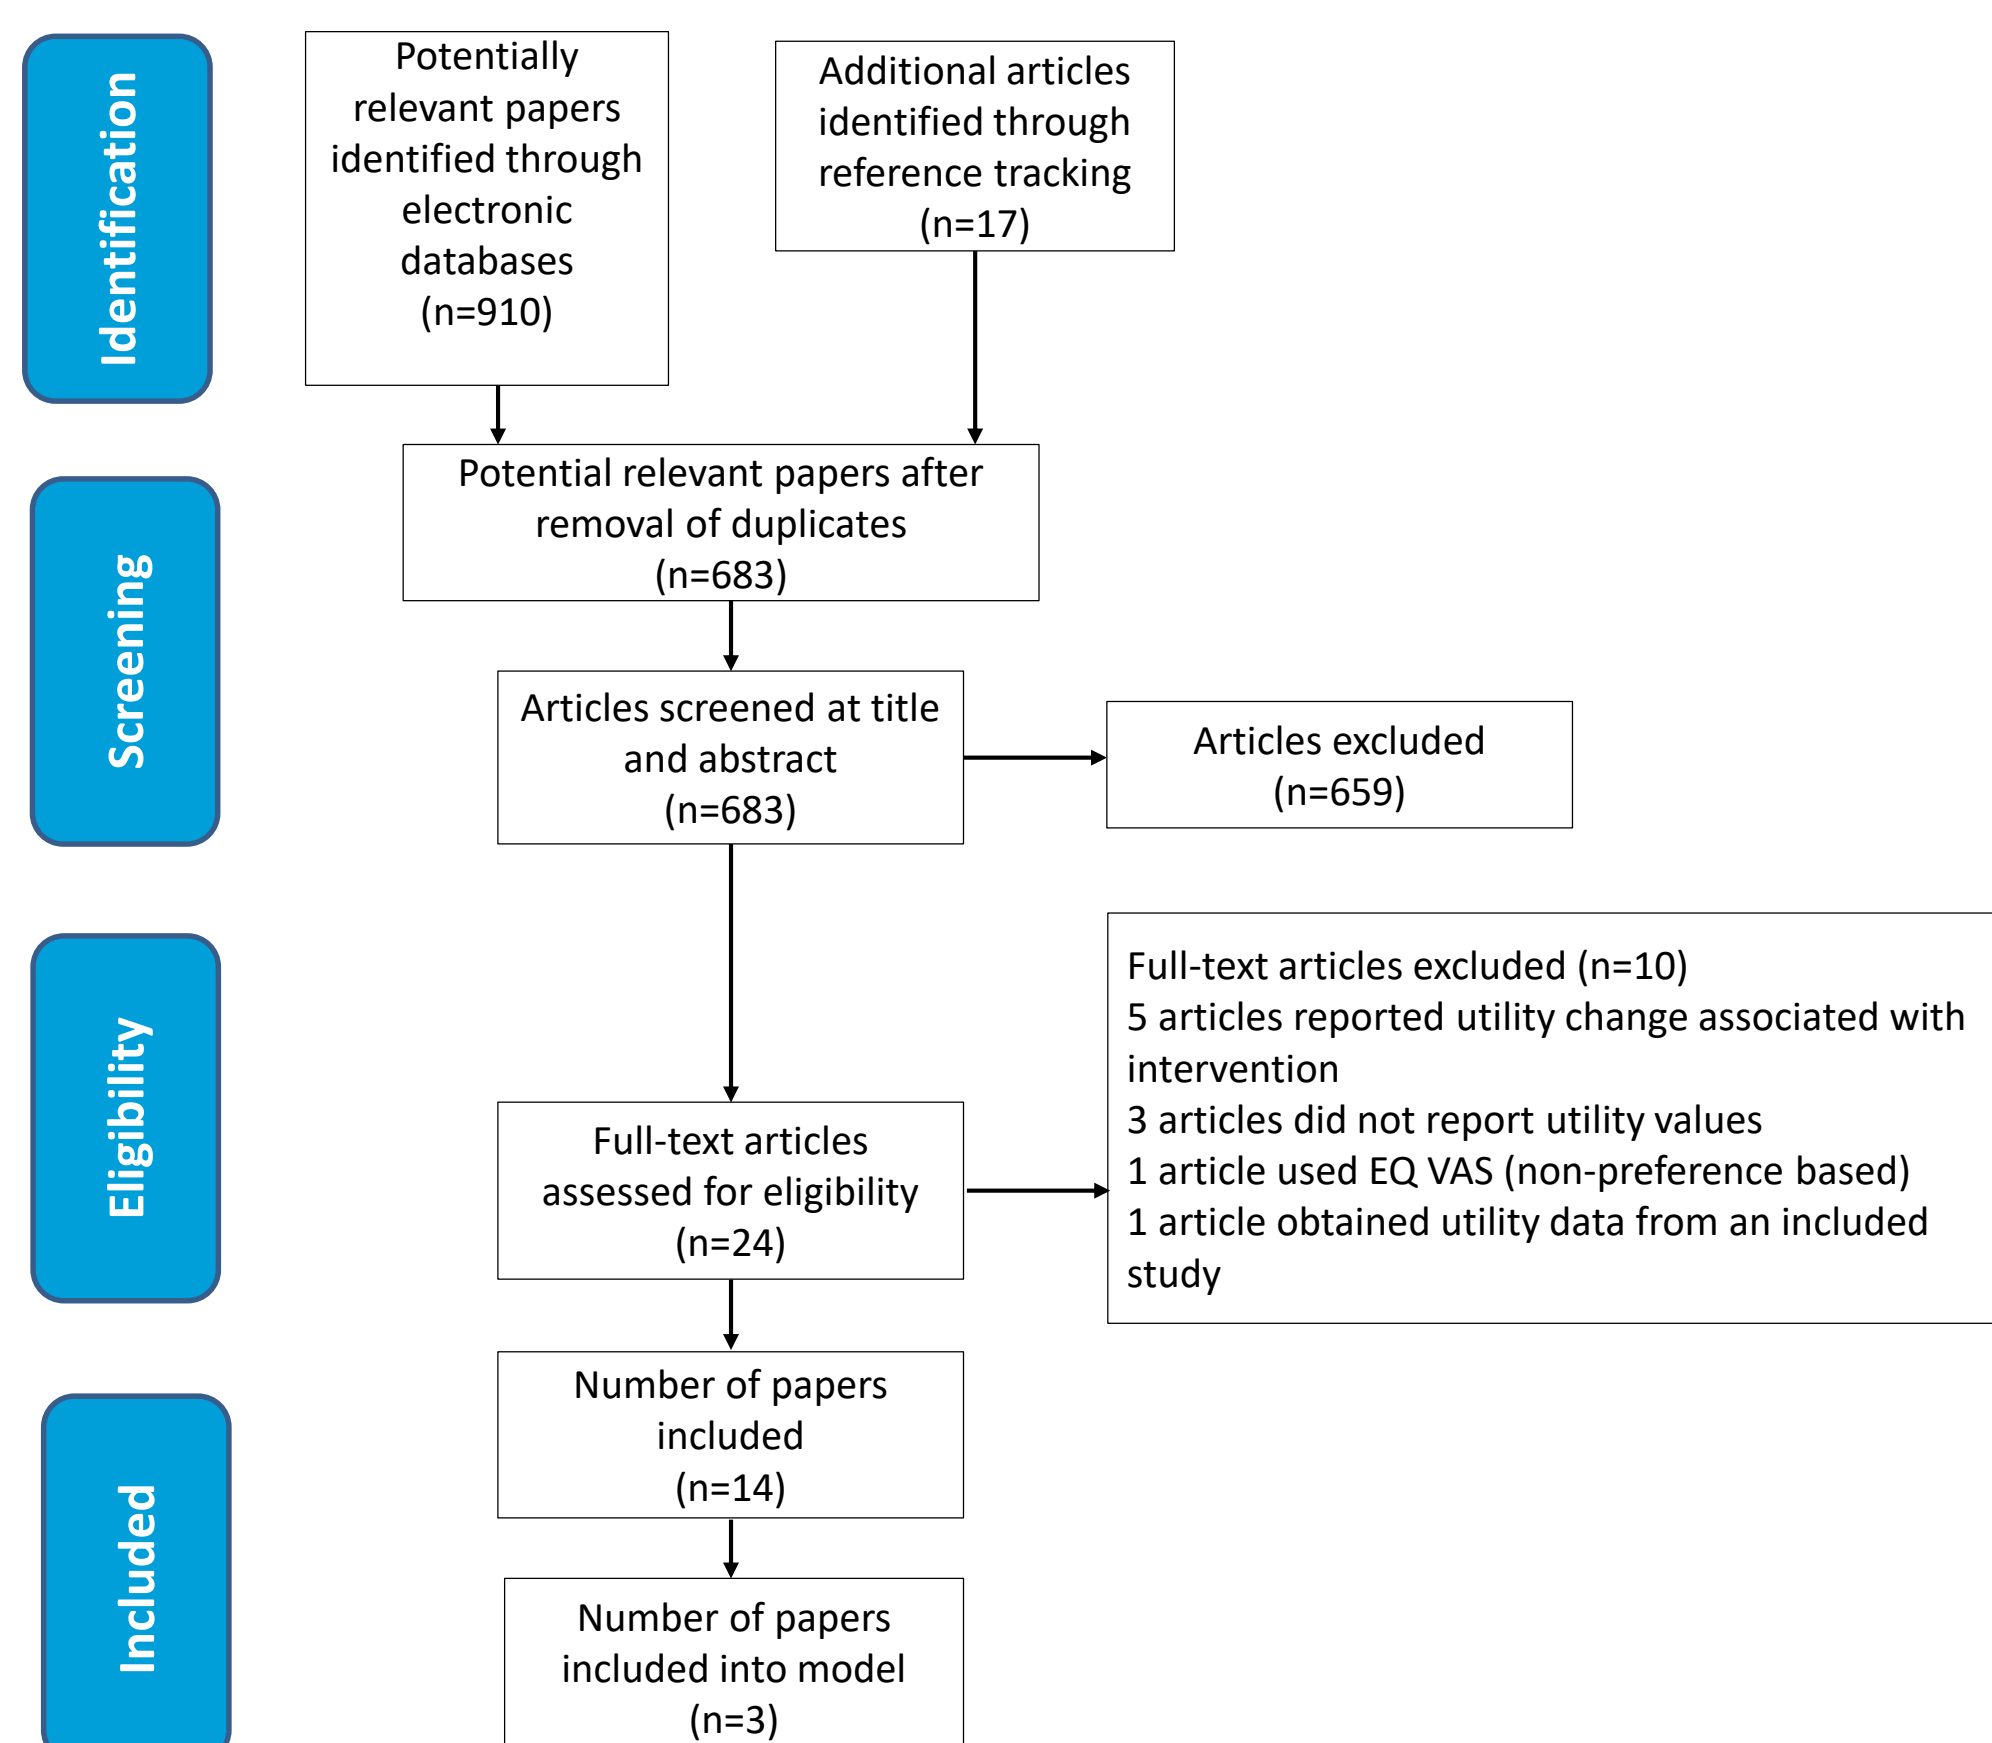 Identification
Potentially
relevant papers
identified through
electronic
databases
(n=910)
Additional articles
identified through
reference tracking
(n=17)
Screening
Potential relevant papers after
removal of duplicates
(n=683)
Articles screened at title
and abstract
(n=683)
Articles excluded
(n=659)
Eligibility
Full-text articles
assessed for eligibility
(n=24)
Full-text articles excluded (n=10)
5 articles reported utility change associated with
intervention
3 articles did not report utility values
1 article used EQ VAS (non-preference based)
1 article obtained utility data from an included
study
Included
Number of papers
included
(n=14)
Number of papers
included into model
(n=3)